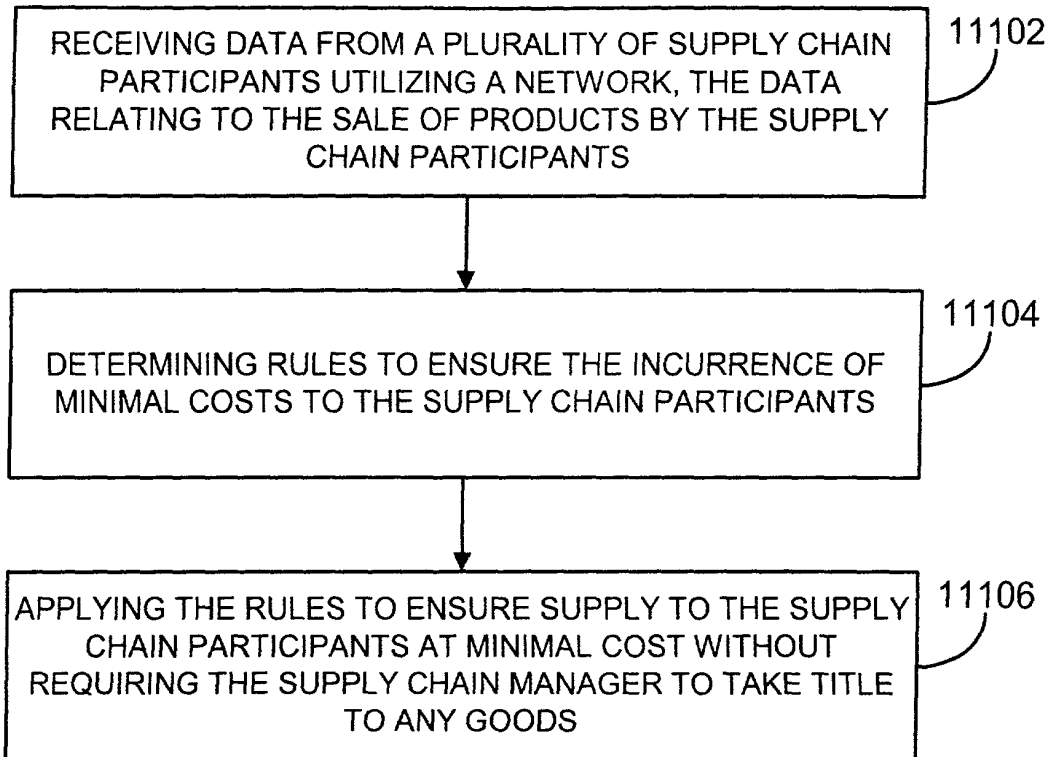 RECEIVING DATA FROM A PLURALITY OF SUPPLY CHAIN
PARTICIPANTS UTILIZING A NETWORK, THE DATA
RELATING TO THE SALE OF PRODUCTS BY THE SUPPLY
CHAIN PARTICIPANTS
11102
DETERMINING RULES TO ENSURE THE INCURRENCE OF
MINIMAL COSTS TO THE SUPPLY CHAIN PARTICIPANTS
11104
APPLYING THE RULES TO ENSURE SUPPLY TO THE SUPPLY
CHAIN PARTICIPANTS AT MINIMAL COST WITHOUT
REQUIRING THE SUPPLY CHAIN MANAGER TO TAKE TITLE
TO ANY GOODS
11106